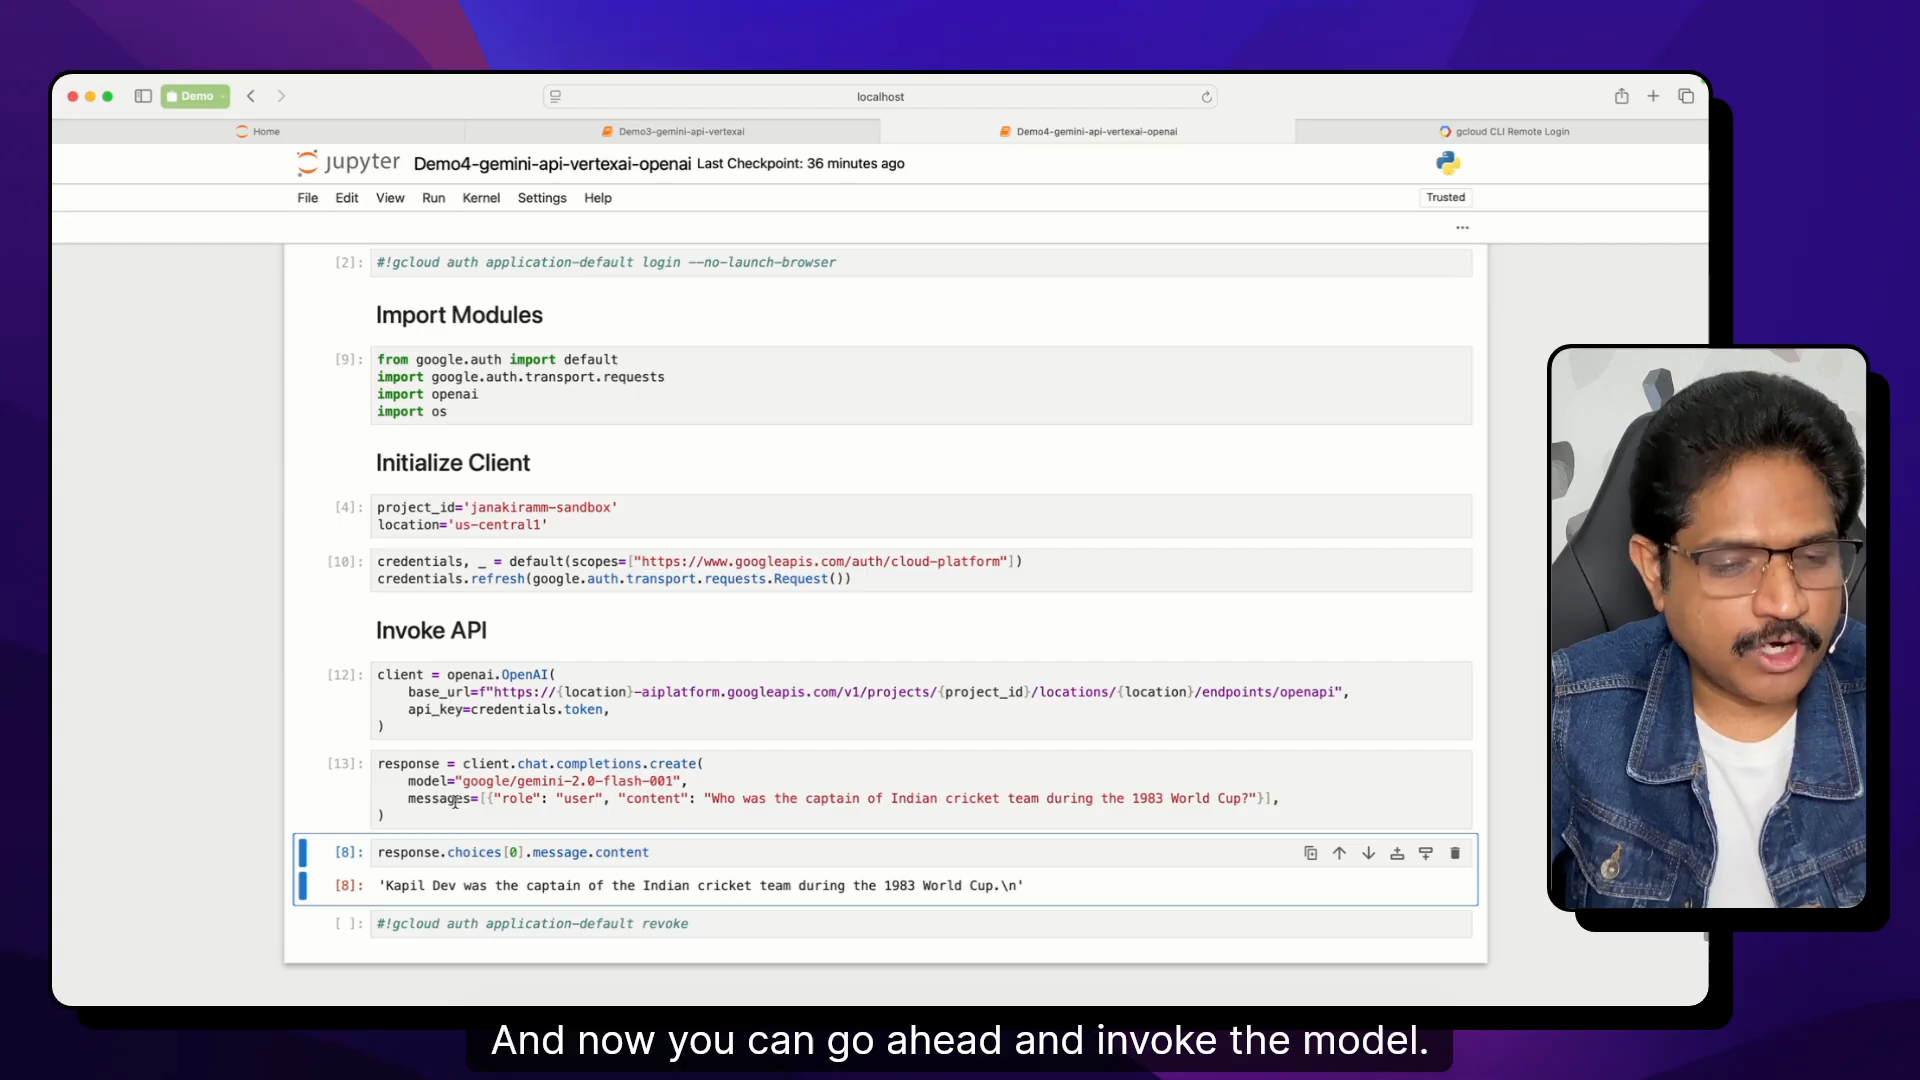 Demo
localhost
Home
Demo3-gemini-api-vertexai
Demo4-gemini-api-vertexai-openai
gcloud CLI Remote Login
jupyter Demo4-gemini-api-vertexai-openai Last Checkpoint: 36 minutes ago
File Edit View Run Kernel Settings Help
Trusted
[2]: #!gcloud auth application-default login --no-launch-browser
Import Modules
[9]: from google.auth import default
import google.auth.transport.requests
import openai
import os
Initialize Client
[4]: project_id='janakiramm-sandbox'
location='us-central1'
[10]: credentials, _ = default(scopes=["https://www.googleapis.com/auth/cloud-platform"])
credentials.refresh(google.auth.transport.requests.Request())
Invoke API
[12]: client = openai.OpenAI(
base_url=f"https://{location}-aiplatform.googleapis.com/v1/projects/{project_id}/locations/{location}/endpoints/openapi",
api_key=credentials.token,
)
[13]: response = client.chat.completions.create(
model="google/gemini-2.0-flash-001",
messages=[{"role": "user", "content": "Who was the captain of Indian cricket team during the 1983 World Cup?"}],
)
[8]: response.choices[0].message.content
[8]: 'Kapil Dev was the captain of the Indian cricket team during the 1983 World Cup.\n'
[ ]: #!gcloud auth application-default revoke
And now you can go ahead and invoke the model.